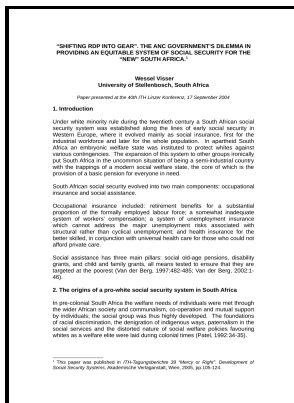 "SHIFTING RDP INTO GEAR". THE ANC GOVERNMENT'S DILEMMA IN
PROVIDING AN EQUITABLE SYSTEM OF SOCIAL SECURITY FOR THE
"NEW" SOUTH AFRICA.1
Wessel Visser
University of Stellenbosch, South Africa
Paper presented at the 40th ITH Linzer Konferenz, 17 September 2004
1. Introduction
Under white minority rule during the twentieth century a South African social
security system was established along the lines of early social security in
Western Europe, where it evolved mainly as social insurance, first for the
industrial workforce and later for the whole population. In apartheid South
Africa an embryonic welfare state was instituted to protect whites against
various contingencies. The expansion of this system to other groups ironically
put South Africa in the uncommon situation of being a semi-industrial country
with the trappings of a modern social welfare state, the core of which is the
provision of a basic pension for everyone in need.
South African social security evolved into two main components: occupational
insurance and social assistance.
Occupational insurance included: retirement benefits for a substantial
proportion of the formally employed labour force; a somewhat inadequate
system of workers' compensation; a system of unemployment insurance
which cannot address the major unemployment risks associated with
structural rather than cyclical unemployment; and health insurance for the
better skilled, in conjunction with universal health care for those who could
not afford private care.
Social assistance has three main pillars: social old-age pensions, disability
grants, and child and family grants, all means tested to ensure that they are
targeted at the poorest (Van der Berg, 1997:482-485; Van der Berg, 2002:1-
46).
2. The origins of a pro-white social security system in South Africa
In pre-colonial South Africa the welfare needs of individuals were met through
the wider African society and communalism, co-operation and mutual support
by individuals; the social group was thus highly developed. The foundations
of racial discrimination, the denigration of indigenous ways, paternalism in the
social services and the distorted nature of social welfare policies favouring
whites as a welfare elite were laid during colonial times (Patel, 1992:34-35).
1 This paper was published in ITH-Tagungsberichte 39 "Mercy or Right". Development of
Social Security Systems, Akademische Verlagsanstalt, Wien, 2005, pp.105-124.